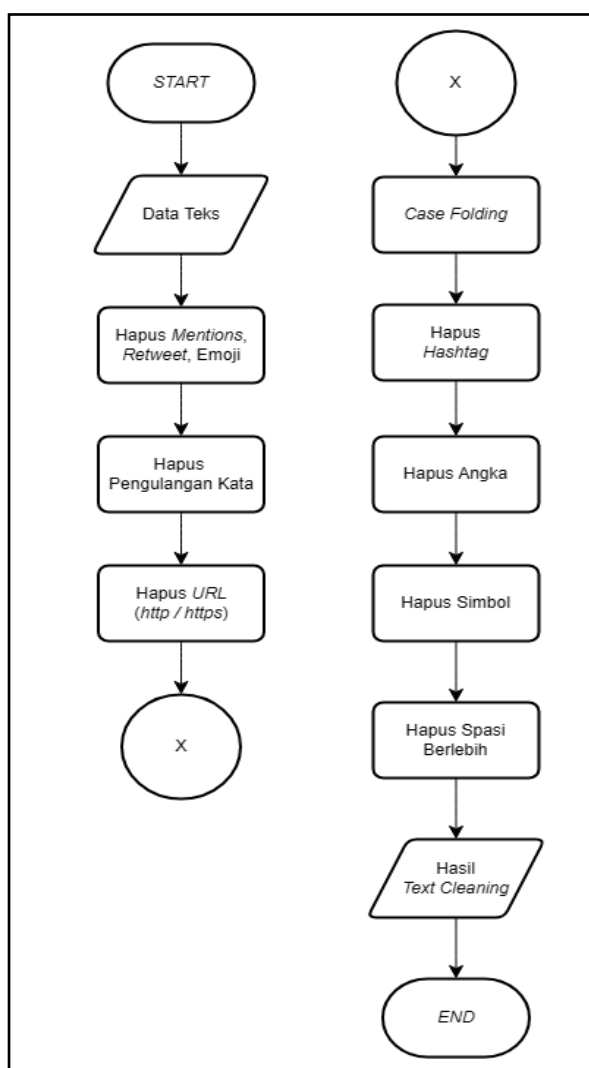 START
Data Teks
Hapus Mentions,
Retweet, Emoji
Hapus
Pengulangan Kata
Hapus URL
(http / https)
X
X
Case Folding
Hapus
Hashtag
Hapus Angka
Hapus Simbol
Hapus Spasi
Berlebih
Hasil
Text Cleaning
END